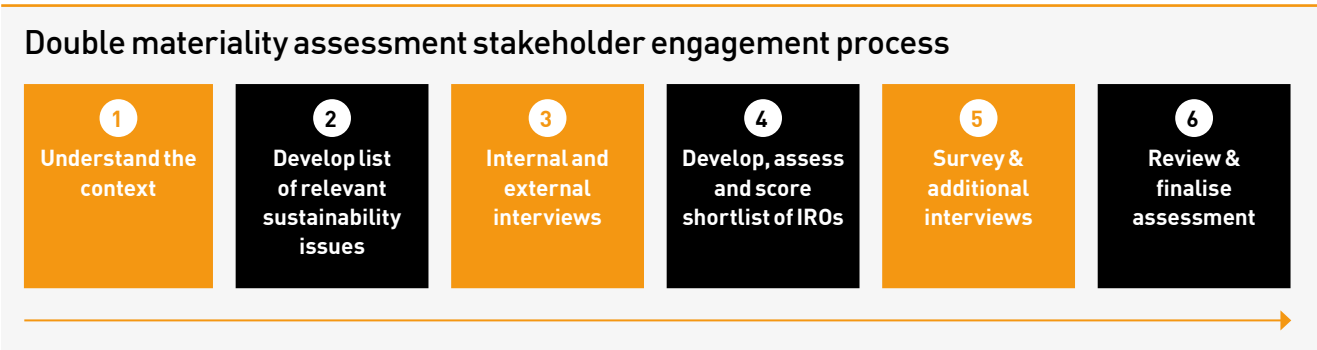 Double materiality assessment stakeholder engagement process
1
Understand the
context
2
Develop list
of relevant
sustainability
issues
3
Internal and
external
interviews
4
Develop, assess
and score
shortlist of IROs
5
Survey &
additional
interviews
6
Review &
finalise
assessment